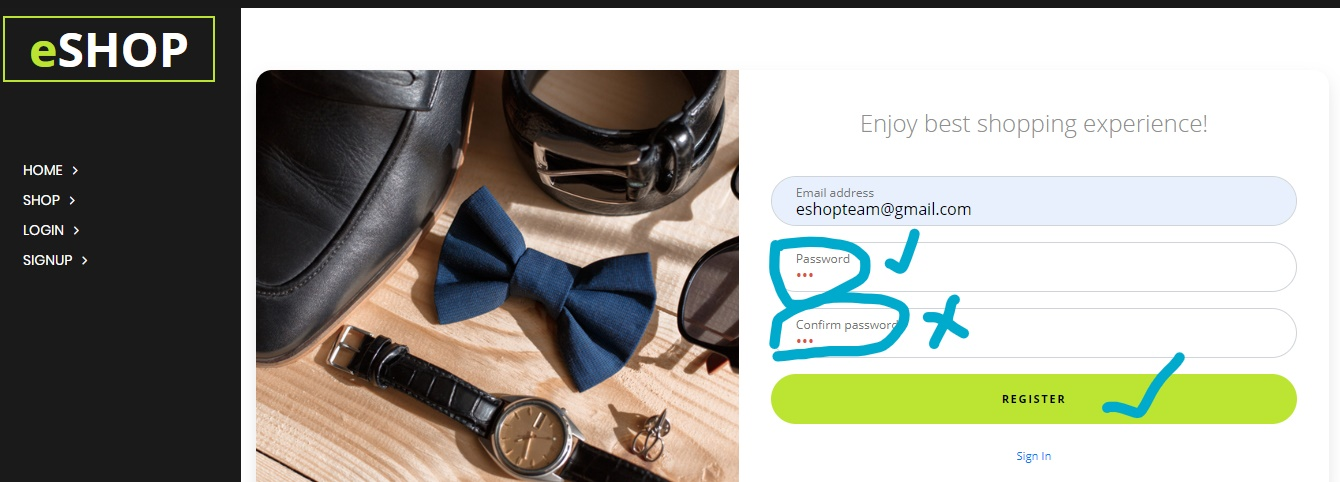 eSHOP
HOME
SHOP
LOGIN
SIGNUP
Enjoy best shopping experience!
Email address
eshopteam@gmail.com
Password
•••
Confirm password
•••
REGISTER
Sign In